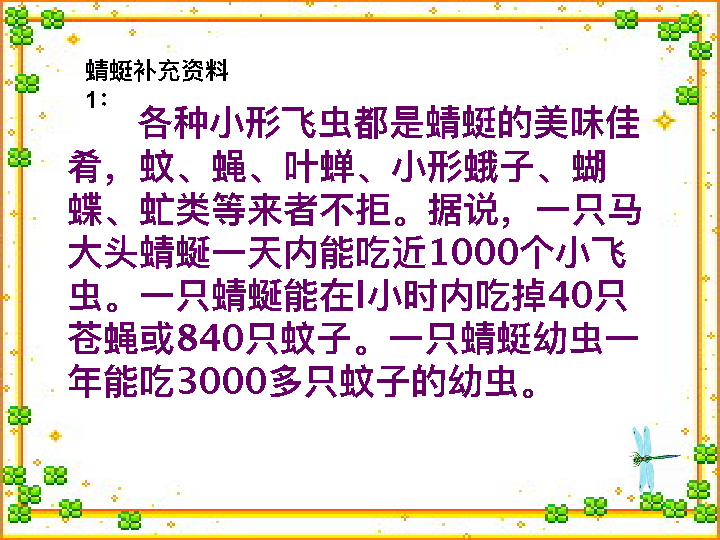 蜻蜓补充资料
1：
各种小形飞虫都是蜻蜓的美味佳
肴，蚊、蝇、叶蝉、小形蛾子、蝴
蝶、虻类等来者不拒。据说，一只马
大头蜻蜒一天内能吃近1000个小飞
虫。一只蜻蜒能在l小时内吃掉40只
苍蝇或840只蚊子。一只蜻蜓幼虫一
年能吃3000多只蚊子的幼虫。